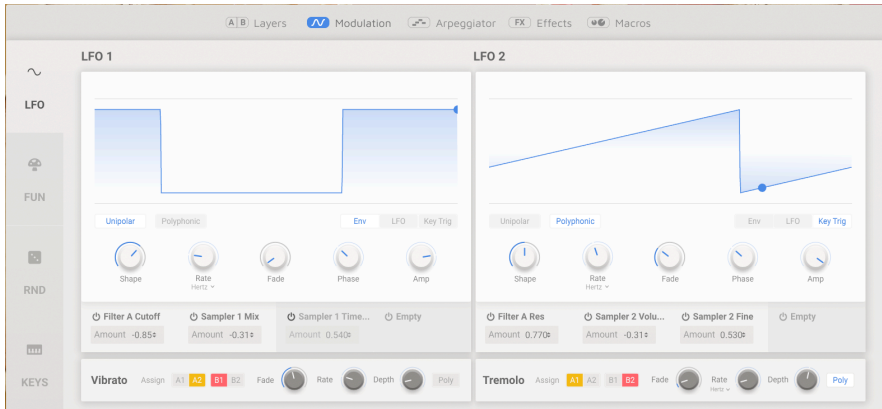 A B Layers Modulation Arpeggiator FX Effects Macros
LFO 1 LFO 2
LFO
FUN
RND
KEYS
Unipolar Polyphonic Env LFO Key Trig
Shape Rate Fade Phase Amp
Hertz
Filter A Cutoff Sampler 1 Mix Sampler 1 Time... Empty
Amount -0.85 Amount -0.31 Amount 0.540
Unipolar Polyphonic Env LFO Key Trig
Shape Rate Fade Phase Amp
Hertz
Filter A Res Sampler 2 Volu... Sampler 2 Fine Empty
Amount 0.770 Amount -0.31 Amount 0.530
Vibrato Assign A1 A2 B1 B2 Fade Rate Depth Poly
Tremolo Assign A1 A2 B1 B2 Fade Rate Depth Poly
Hertz